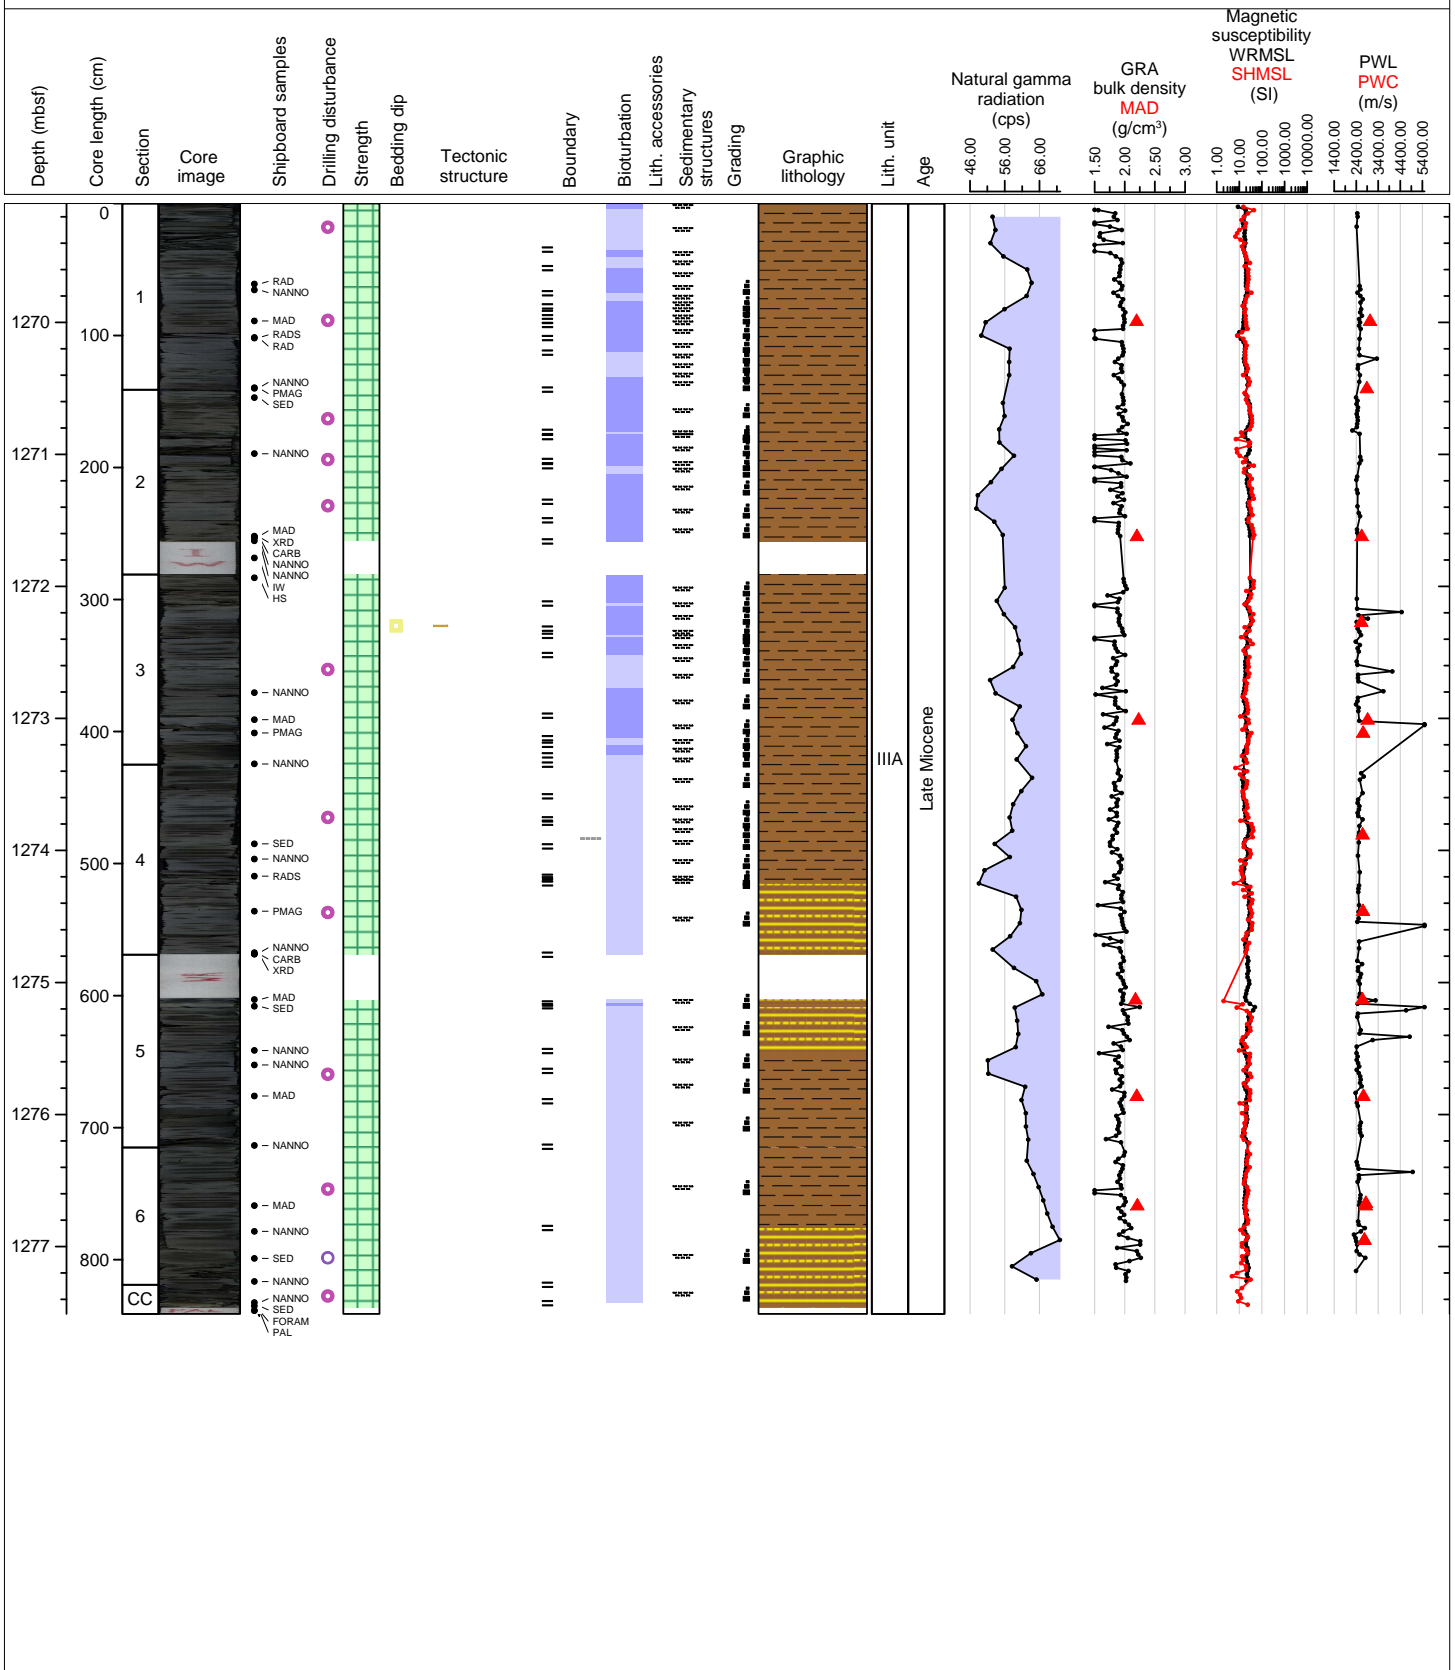 Depth (mbsf)
Core length (cm)
Section
Core
image
Shipboard samples
Drilling disturbance
Strength
Bedding dip
Tectonic
structure
Boundary
Bioturbation
Lith. accessories
Sedimentary
structures
Grading
Graphic
lithology
Lith. unit
Age
Natural gamma
radiation
(cps)
46.00
56.00
66.00
GRA
bulk density
MAD
(g/cm³)
1.50
2.00
2.50
3.00
Magnetic
susceptibility
WRMSL
SHMSL
(SI)
1.00
10.00
100.00
1000.00
10000.00
PWL
PWC
(m/s)
1400.00
2400.00
3400.00
4400.00
5400.00
1270
1271
1272
1273
1274
1275
1276
1277
0
100
200
300
400
500
600
700
800
1
2
3
4
5
6
CC
RAD
NANNO
MAD
RADS
RAD
NANNO
PMAG
SED
NANNO
MAD
XRD
CARB
NANNO
NANNO
IW
HS
NANNO
MAD
PMAG
NANNO
SED
NANNO
RADS
PMAG
NANNO
CARB
XRD
MAD
SED
NANNO
NANNO
MAD
NANNO
MAD
NANNO
SED
NANNO
NANNO
SED
FORAM
PAL
IIIA
Late Miocene